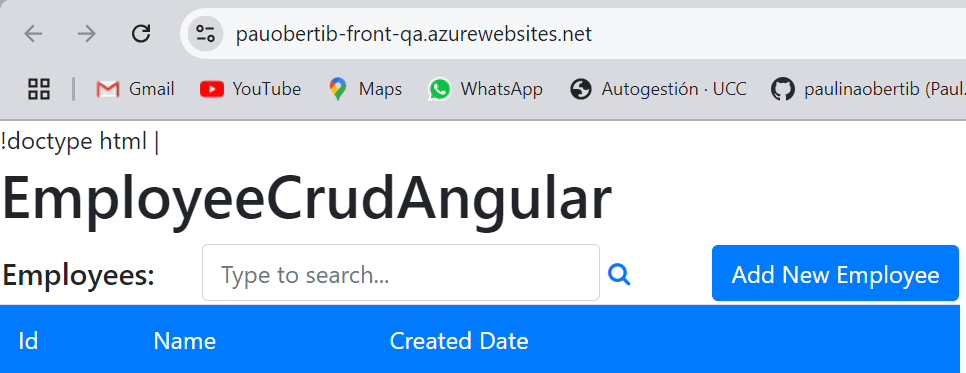 pauobertib-front-qa.azurewebsites.net
Gmail YouTube Maps WhatsApp Autogestión · UCC paulinaobertib (Paul.
!doctype html |
EmployeeCrudAngular
Employees: Type to search... Add New Employee
Id Name Created Date